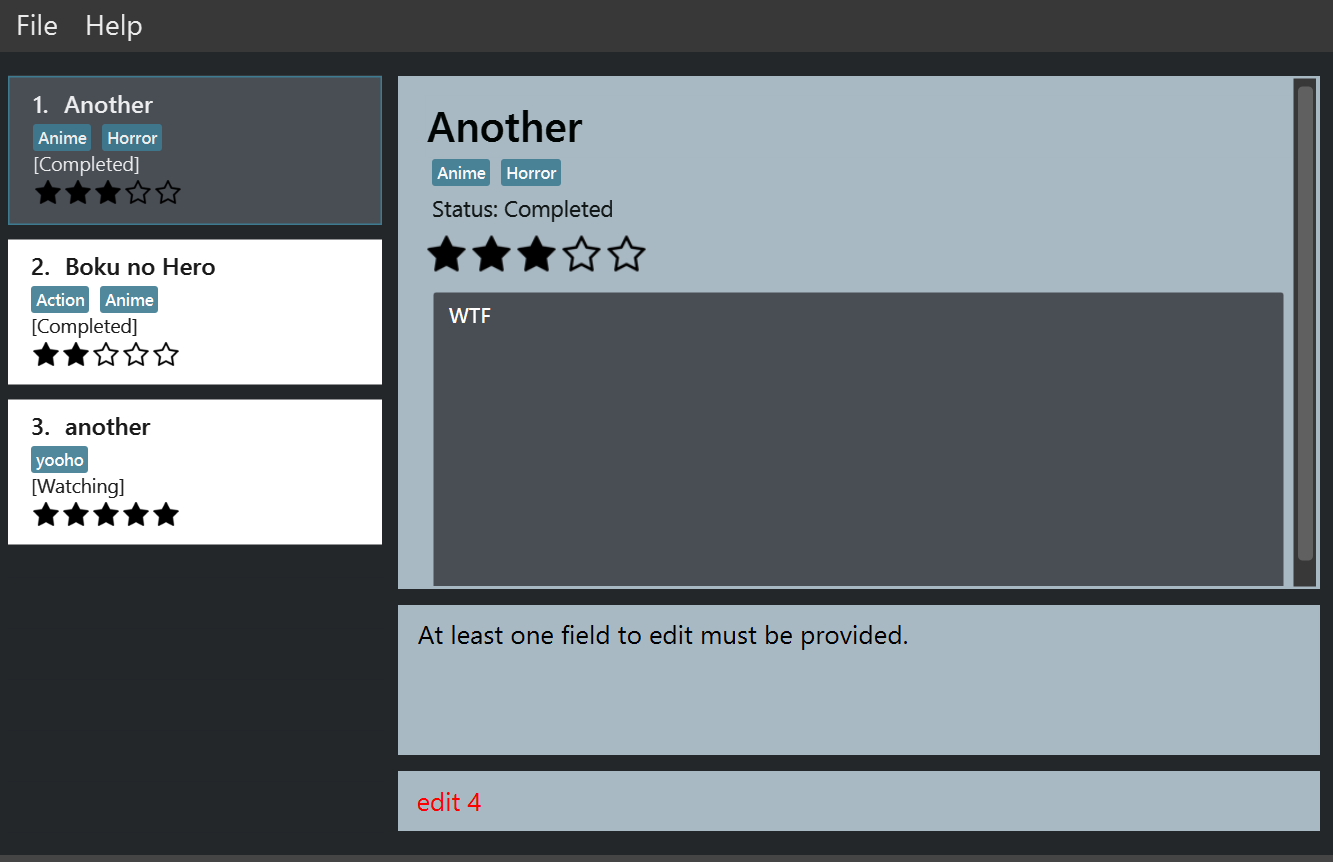 File Help
1. Another
Anime Horror
[Completed]
2. Boku no Hero
Action Anime
[Completed]
3. another
yooho
[Watching]
Another
Anime Horror
Status: Completed
WTF
At least one field to edit must be provided.
edit 4